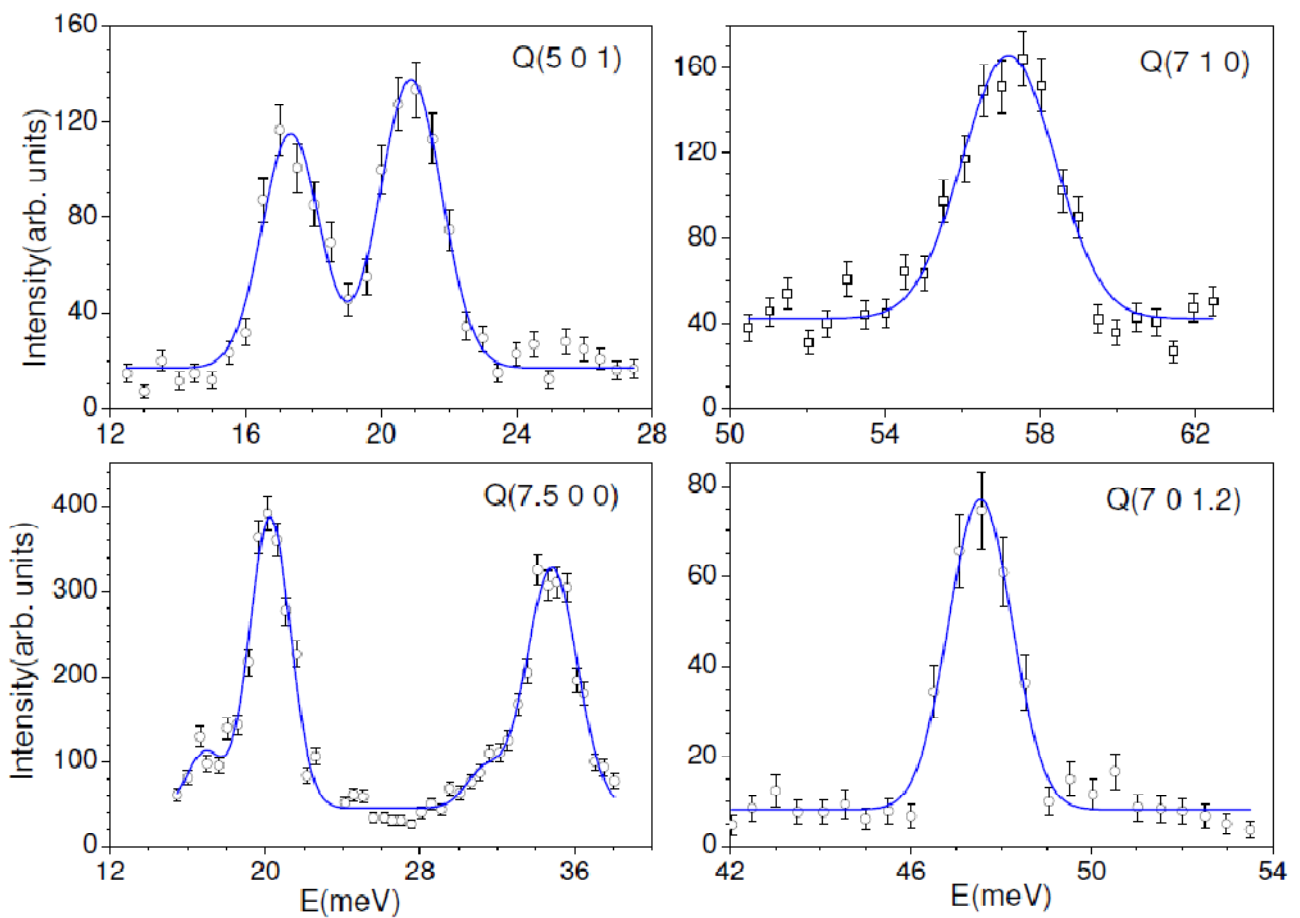 160
120
80
40
0
12 16 20 24 28
Intensity(arb. units)
Q(5 0 1)
160
120
80
40
0
50 54 58 62
Q(7 1 0)
400
300
200
100
0
12 20 28 36
Intensity(arb. units)
E(meV)
Q(7.5 0 0)
80
60
40
20
0
42 46 50 54
E(meV)
Q(7 0 1.2)